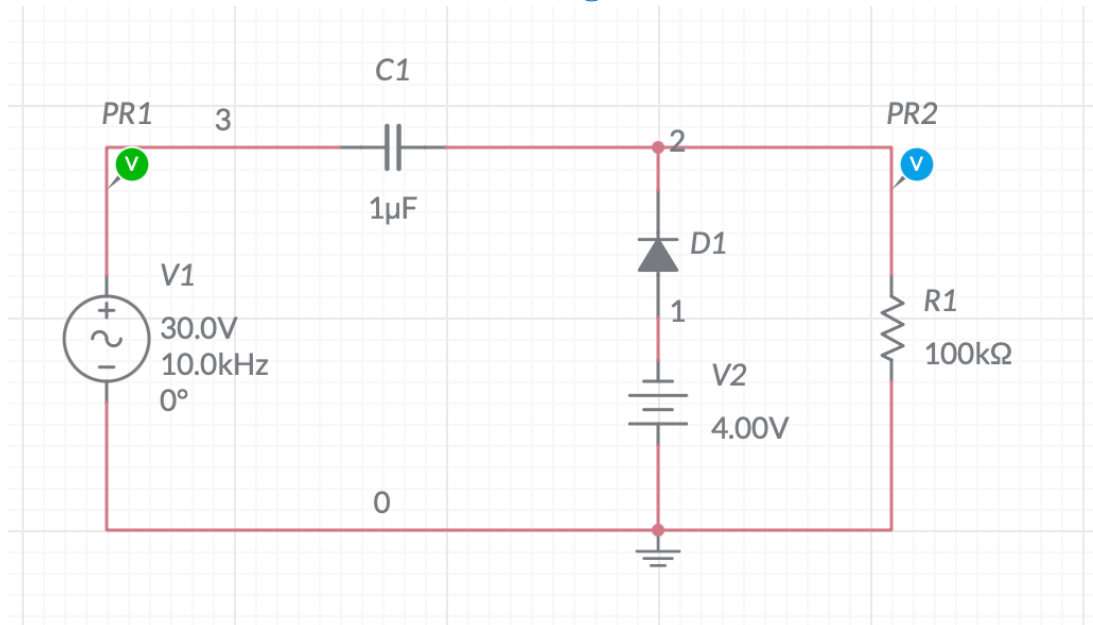 C1
PR1
3
PR2
V
2
V
1µF
D1
V1
1
R1
30.0V
100kΩ
10.0kHz
V2
0°
4.00V
0